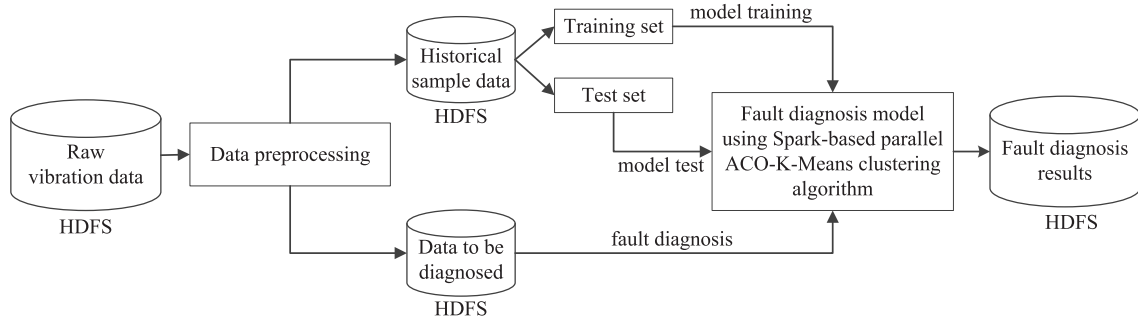 Raw
vibration data
HDFS
Data preprocessing
Historical
sample data
HDFS
Training set
model training
Test set
model test
Data to be
diagnosed
HDFS
fault diagnosis
Fault diagnosis model
using Spark-based parallel
ACO-K-Means clustering
algorithm
Fault diagnosis
results
HDFS